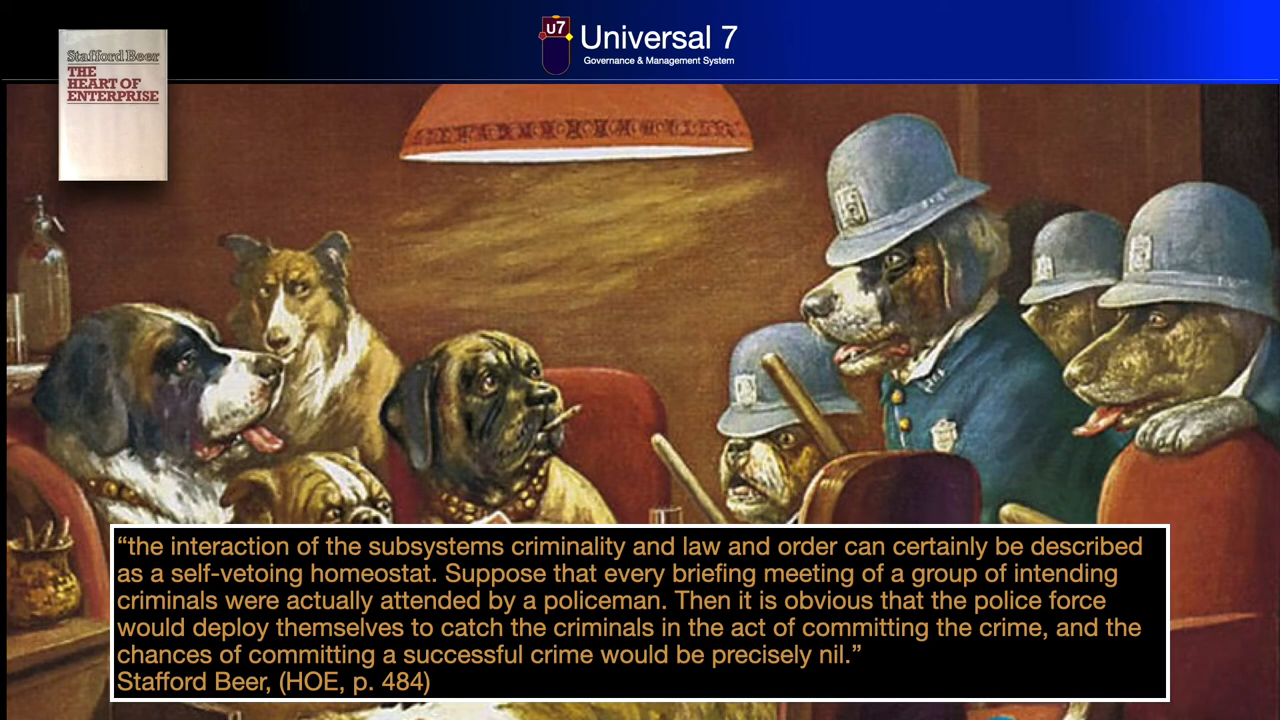 Stafford Beer
THE
HEART OF
ENTERPRISE
U7
Universal 7
Governance & Management System
“the interaction of the subsystems criminality and law and order can certainly be described
as a self-vetoing homeostat. Suppose that every briefing meeting of a group of intending
criminals were actually attended by a policeman. Then it is obvious that the police force
would deploy themselves to catch the criminals in the act of committing the crime, and the
chances of committing a successful crime would be precisely nil.”
Stafford Beer, (HOE, p. 484)